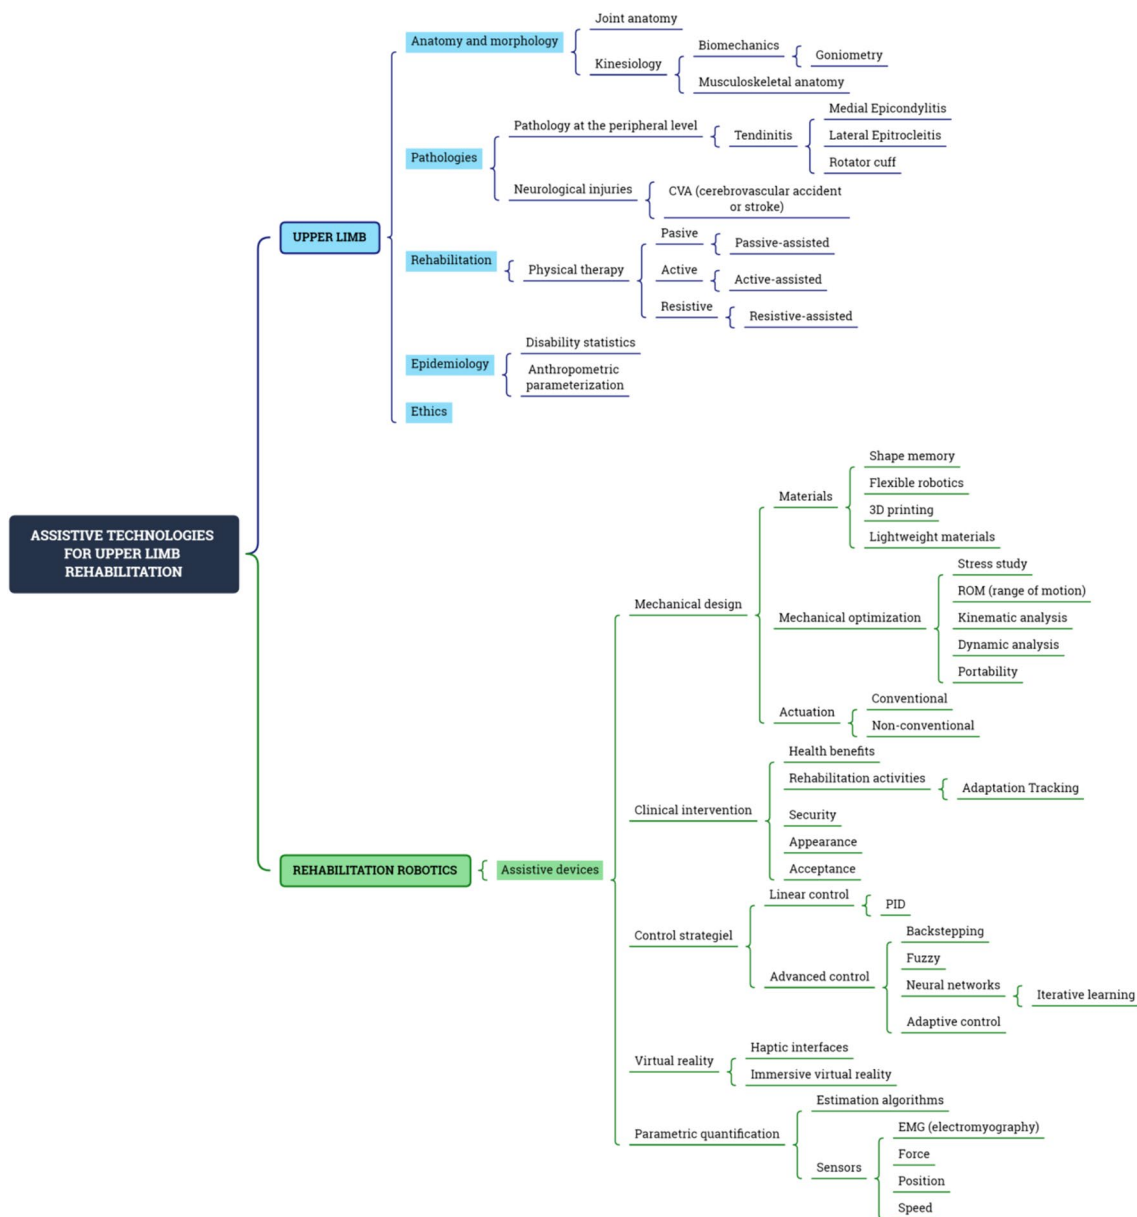 ASSISTIVE TECHNOLOGIES
FOR UPPER LIMB
REHABILITATION
UPPER LIMB
Anatomy and morphology
Joint anatomy
Kinesiology
Biomechanics
Goniometry
Musculoskeletal anatomy
Pathologies
Pathology at the peripheral level
Tendinitis
Medial Epicondylitis
Lateral Epitrocleitis
Rotator cuff
Neurological injuries
CVA (cerebrovascular accident
or stroke)
Rehabilitation
Physical therapy
Pasive
Passive-assisted
Active
Active-assisted
Resistive
Resistive-assisted
Epidemiology
Disability statistics
Anthropometric
parameterization
Ethics
REHABILITATION ROBOTICS
Assistive devices
Mechanical design
Materials
Shape memory
Flexible robotics
3D printing
Lightweight materials
Mechanical optimization
Stress study
ROM (range of motion)
Kinematic analysis
Dynamic analysis
Portability
Actuation
Conventional
Non-conventional
Clinical intervention
Health benefits
Rehabilitation activities
Adaptation Tracking
Security
Appearance
Acceptance
Control strategiel
Linear control
PID
Advanced control
Backstepping
Fuzzy
Neural networks
Iterative learning
Adaptive control
Virtual reality
Haptic interfaces
Immersive virtual reality
Parametric quantification
Estimation algorithms
Sensors
EMG (electromyography)
Force
Position
Speed